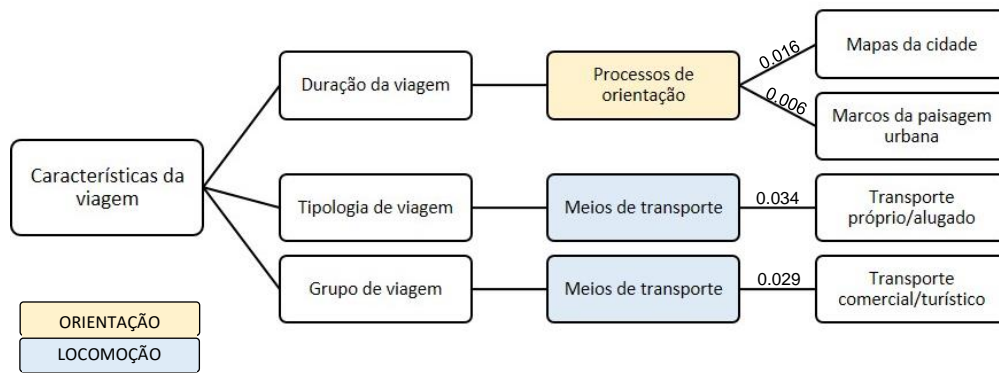 Características da
viagem
Duração da viagem
Processos de
orientação
0.016
Mapas da cidade
0.006
Marcos da paisagem
urbana
Tipologia de viagem
Meios de transporte
0.034
Transporte
próprio/alugado
Grupo de viagem
Meios de transporte
0.029
Transporte
comercial/turístico
ORIENTAÇÃO
LOCOMOÇÃO